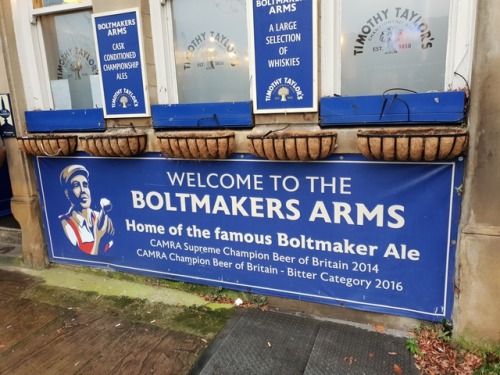 BOLTMAKERS
ARMS
CASK
CONDITIONED
CHAMPIONSHIP
ALES
TIMOTHY TAYLOR'S
TIMOTHY TAYLOR'S
TIMOTHY TAYLOR'S
BOLTMAKERS
ARMS
A LARGE
SELECTION
OF
WHISKIES
TIMOTHY TAYLOR'S
TIMOTHY TAYLOR'S
EST. 1858
WELCOME TO THE
BOLTMAKERS ARMS
Home of the famous Boltmaker Ale
CAMRA Supreme Champion Beer of Britain 2014
CAMRA Champion Beer of Britain - Bitter Category 2016